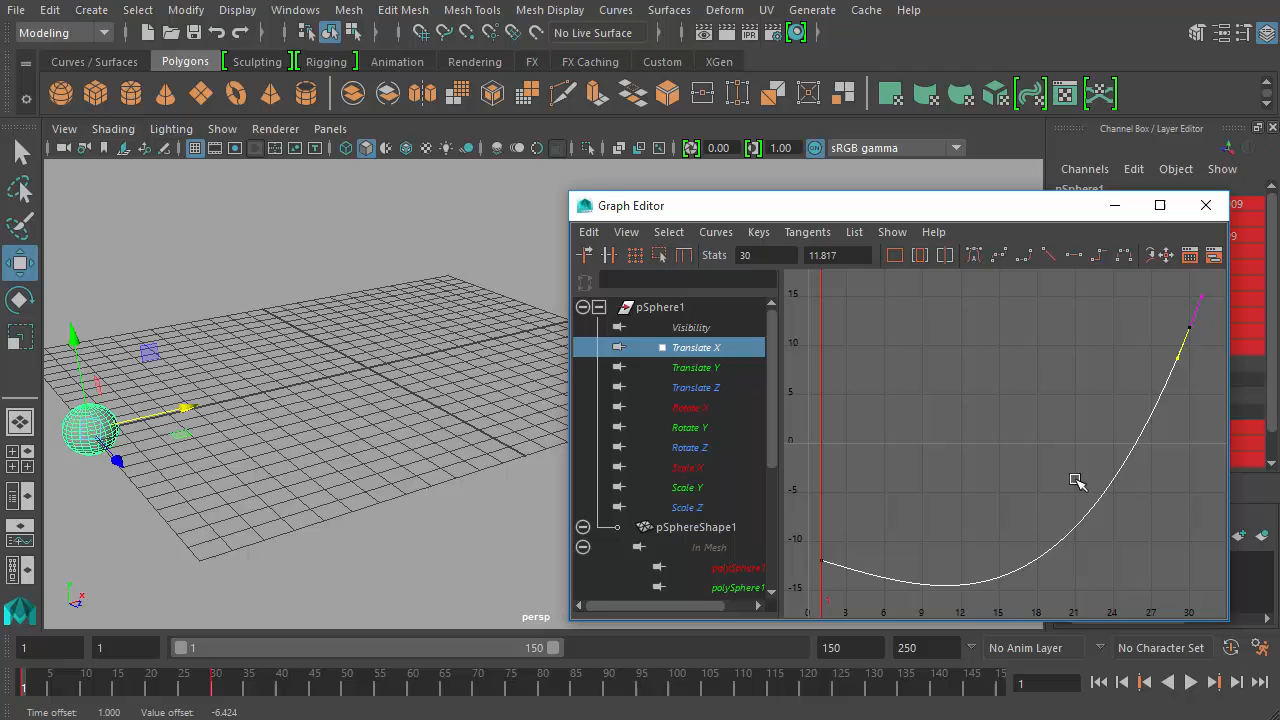 File Edit Create Select Modify Display Windows Mesh Edit Mesh Mesh Tools Mesh Display Curves Surfaces Deform UV Generate Cache Help
Modeling No Live Surface
Curves / Surfaces Polygons Sculpting Rigging Animation Rendering FX FX Caching Custom XGen
View Shading Lighting Show Renderer Panels
Channel Box / Layer Editor
0.00 1.00 ON sRGB gamma
Channels Edit Object Show
pSphere1
Graph Editor
Edit View Select Curves Keys Tangents List Show Help
Stats 30 11.817
pSphere1
Visibility
Translate X
Translate Y
Translate Z
Rotate X
Rotate Y
Rotate Z
Scale X
Scale Y
Scale Z
pSphereShape1
In Mesh
polySphere1
polySphere1
15
10
5
0
-5
-10
-15
0 3 6 9 12 15 18 21 24 27 30
1
09
9
persp
1 1 1 150 150 250 No Anim Layer No Character Set
1 5 10 15 20 25 30 35 40 45 50 55 60 65 70 75 80 85 90 95 100 105 110 115 120 125 130 135 140 145 15 1
Time offset: 1.000 Value offset: -6.424